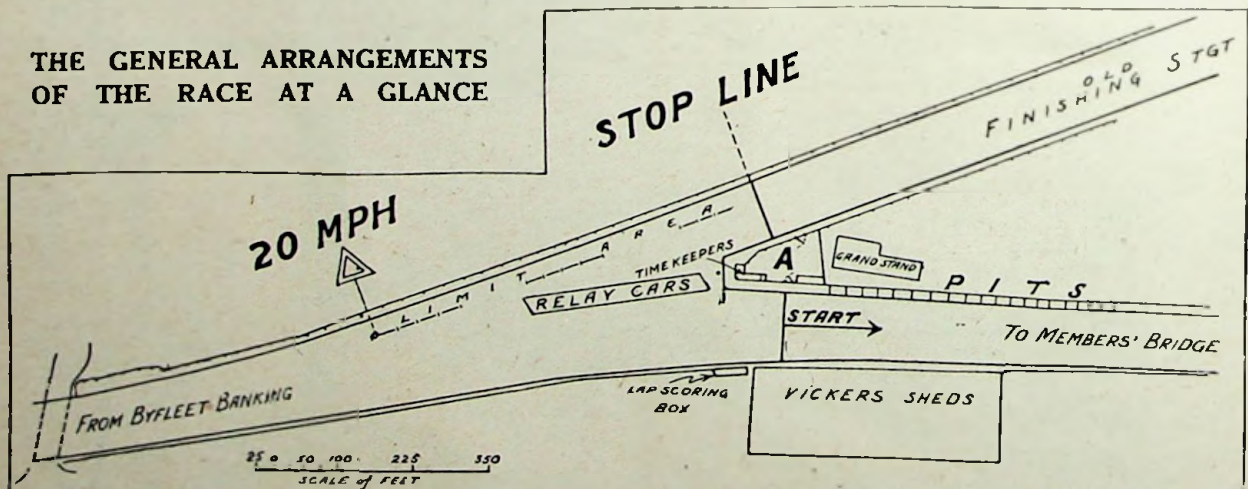 THE GENERAL ARRANGEMENTS
OF THE RACE AT A GLANCE
STOP LINE
OLD
FINISHING STGT
20 MPH
LIMIT AREA
TIMEKEEPERS
A
GRAND STAND
RELAY CARS
PITS
START
TO MEMBERS' BRIDGE
FROM BYFLEET BANKING
LAP SCORING
BOX
VICKERS SHEDS
25 0 50 100 225 350
SCALE of FEET